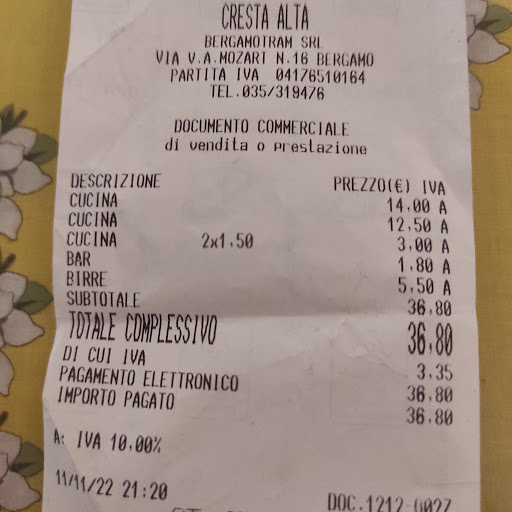 CRESTA ALTA
BERGAMOTRAM SRL
VIA V.A.MOZART N.16 BERGAMO
PARTITA IVA 04176510164
TEL.035/319476
DOCUMENTO COMMERCIALE
di vendita o prestazione
DESCRIZIONE PREZZO(€) IVA
CUCINA 14,00 A
CUCINA 12,50 A
CUCINA 2x1,50 3,00 A
BAR 1,80 A
BIRRE 5,50 A
SUBTOTALE 36,80
TOTALE COMPLESSIVO 36,80
DI CUI IVA 3,35
PAGAMENTO ELETTRONICO 36,80
IMPORTO PAGATO 36,80
A: IVA 10,00%
11/11/22 21:20 DOC.1212-0027